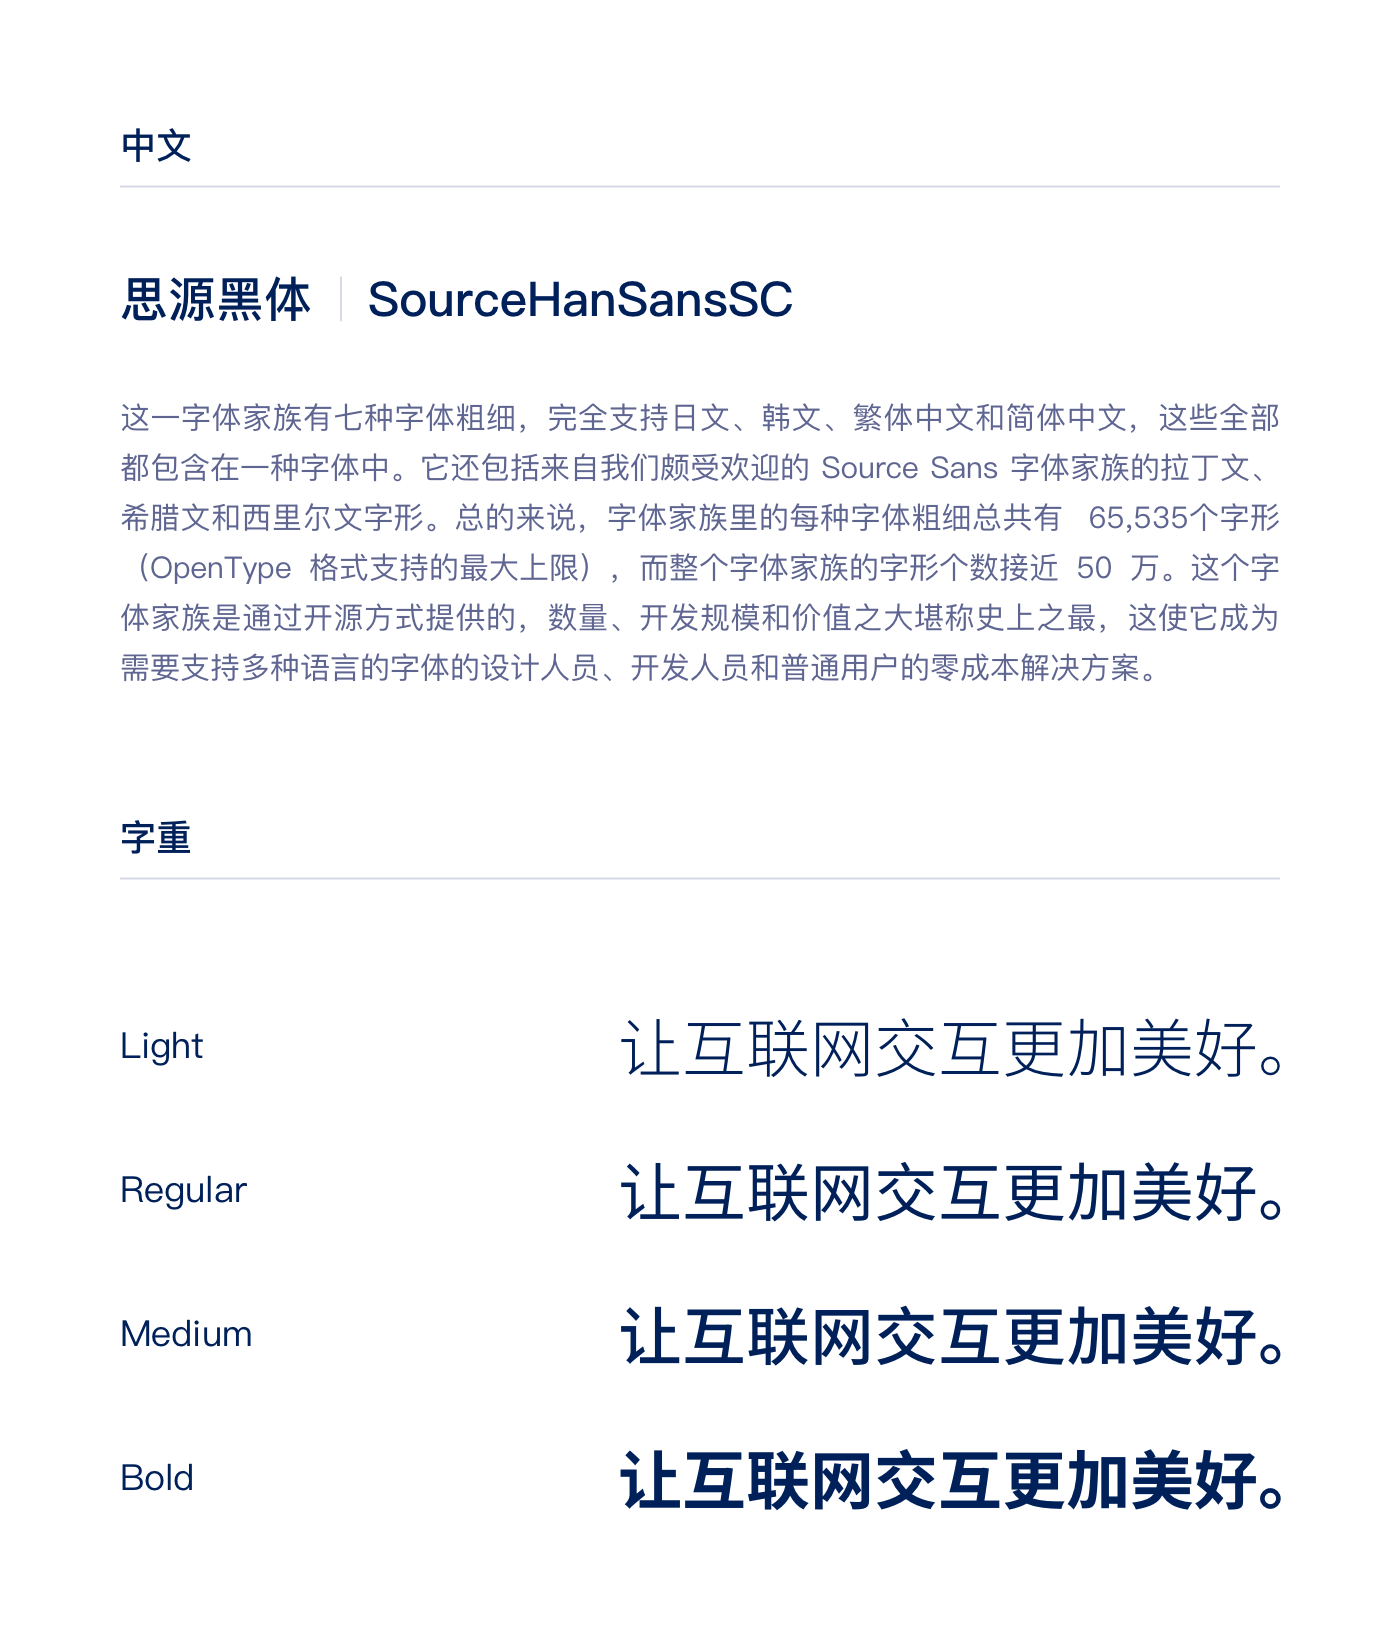 中文
思源黑体 | SourceHanSansSC
这一字体家族有七种字体粗细，完全支持日文、韩文、繁体中文和简体中文，这些全部
都包含在一种字体中。它还包括来自我们颇受欢迎的 Source Sans 字体家族的拉丁文、
希腊文和西里尔文字形。总的来说，字体家族里的每种字体粗细总共有 65,535个字形
（OpenType 格式支持的最大上限），而整个字体家族的字形个数接近 50 万。这个字
体家族是通过开源方式提供的，数量、开发规模和价值之大堪称史上之最，这使它成为
需要支持多种语言的字体的设计人员、开发人员和普通用户的零成本解决方案。
字重
Light 让互联网交互更加美好。
Regular 让互联网交互更加美好。
Medium 让互联网交互更加美好。
Bold 让互联网交互更加美好。